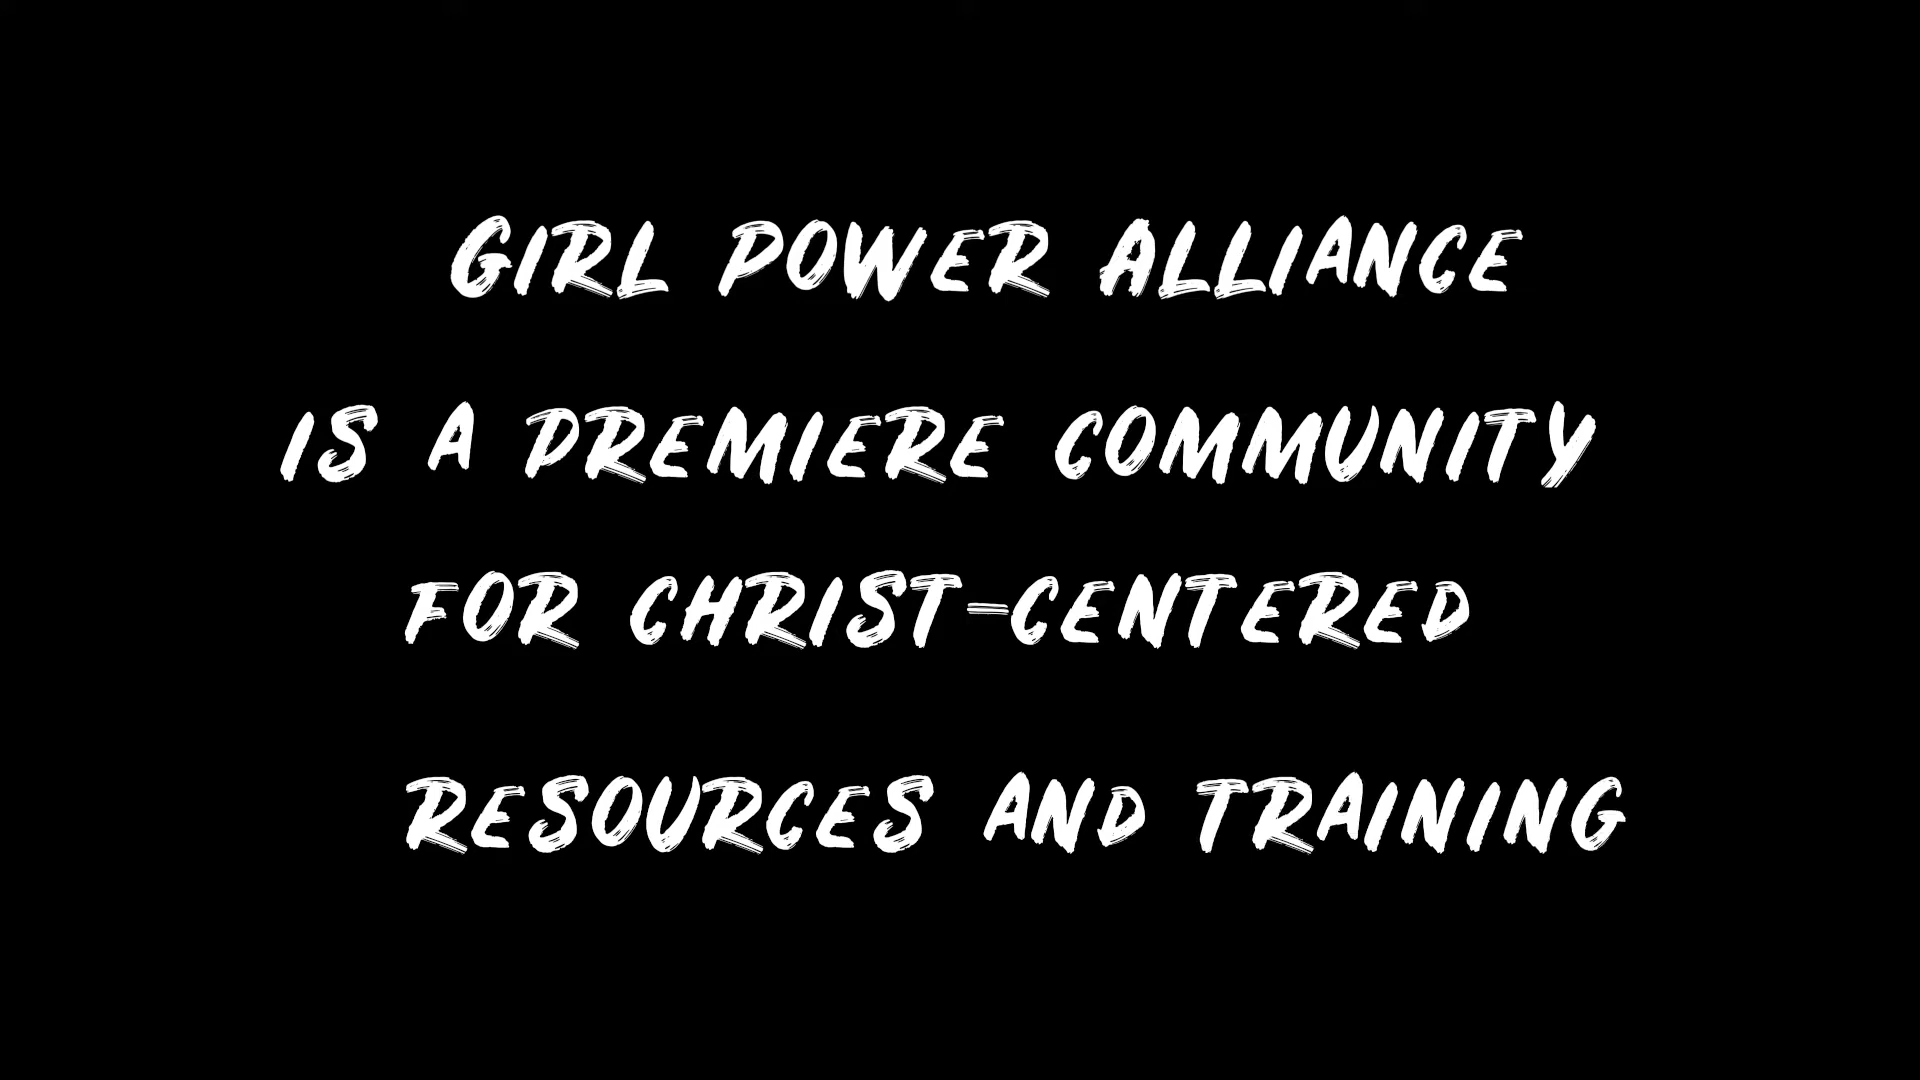 GIRL POWER ALLIANCE
IS A PREMIERE COMMUNITY
FOR CHRIST-CENTERED
RESOURCES AND TRAINING